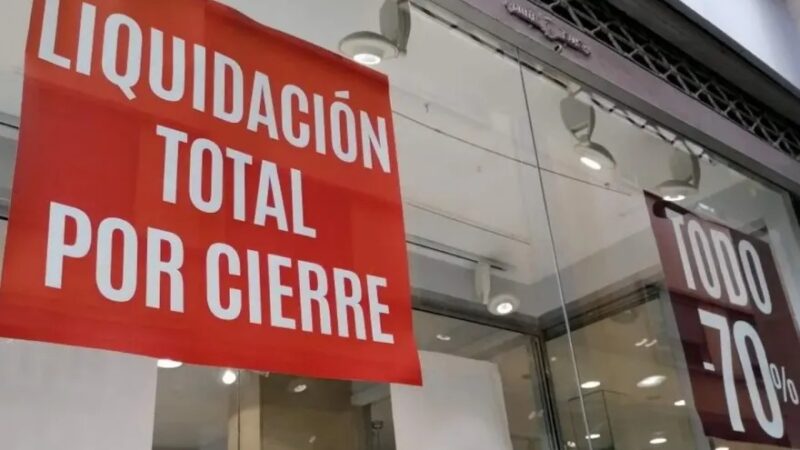 LIQUIDACIÓN
TOTAL
POR CIERRE
TODO
-70%